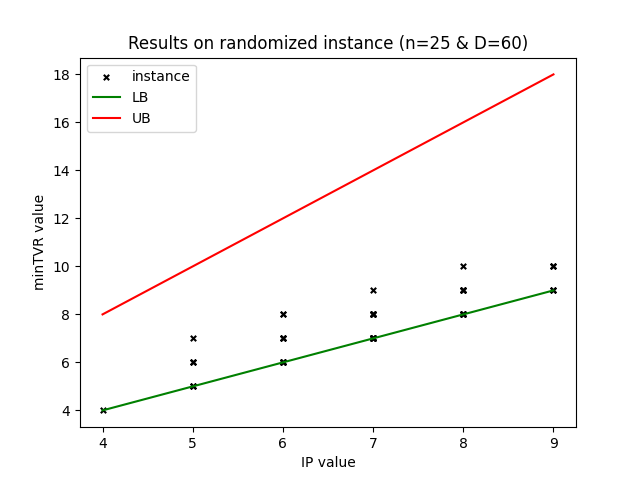 Results on randomized instance (n=25 & D=60)
instance
LB
UB
18
16
14
12
10
8
6
4
minTVR value
4 5 6 7 8 9
IP value